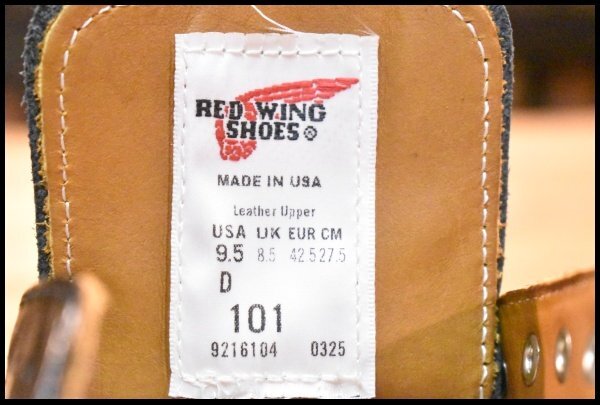 RED WING
SHOES®
MADE IN USA
Leather Upper
USA UK EUR CM
9.5 8.5 42.5 27.5
D
101
9216104 0325